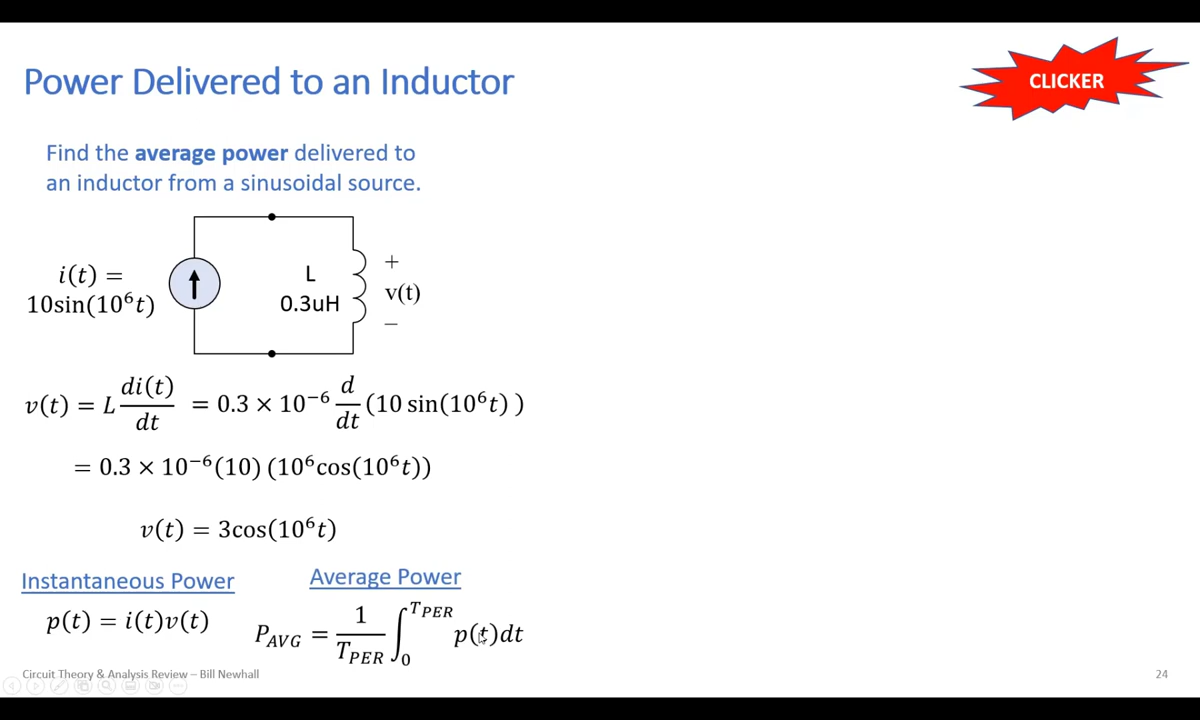 Power Delivered to an Inductor
CLICKER
Find the average power delivered to
an inductor from a sinusoidal source.
i(t) =
10sin(10⁶t)
L
0.3uH
+
v(t)
−
v(t) = L di(t)/dt = 0.3 × 10⁻⁶ d/dt (10 sin(10⁶t) )
= 0.3 × 10⁻⁶(10) (10⁶cos(10⁶t))
v(t) = 3cos(10⁶t)
Instantaneous Power
p(t) = i(t)v(t)
Average Power
P_AVG = 1/T_PER ∫₀^T_PER p(t)dt
Circuit Theory & Analysis Review – Bill Newhall
24